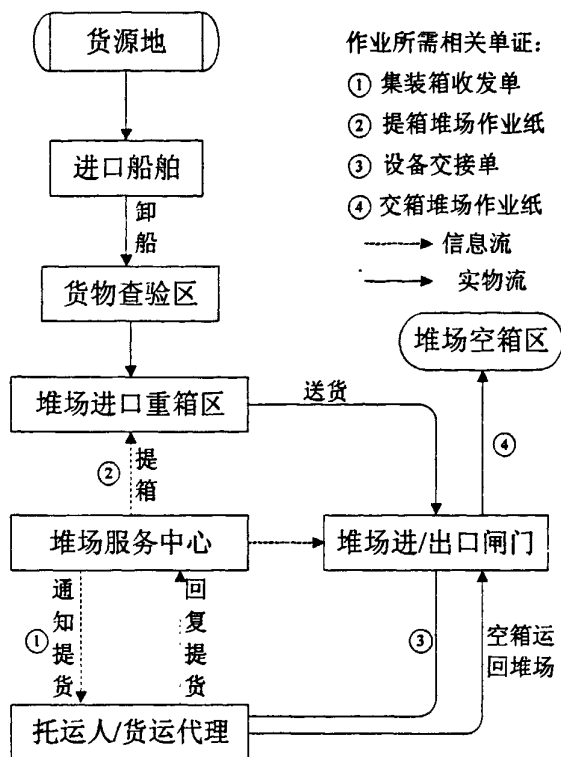 货源地
进口船舶
卸船
货物查验区
堆场进口重箱区
送货
② 提箱
堆场服务中心
堆场进/出口闸门
① 通知提货
回复提货
③
空箱运
回堆场
托运人/货运代理
④
堆场空箱区
作业所需相关单证：
① 集装箱收发单
② 提箱堆场作业纸
③ 设备交接单
④ 交箱堆场作业纸
信息流
实物流